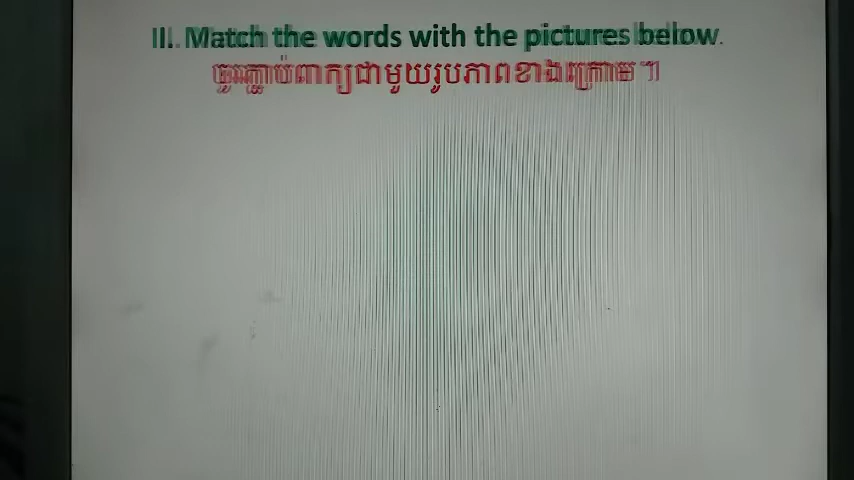 II. Match the words with the pictures below.
ចូរភ្ជាប់ពាក្យជាមួយរូបភាពខាងក្រោម ។